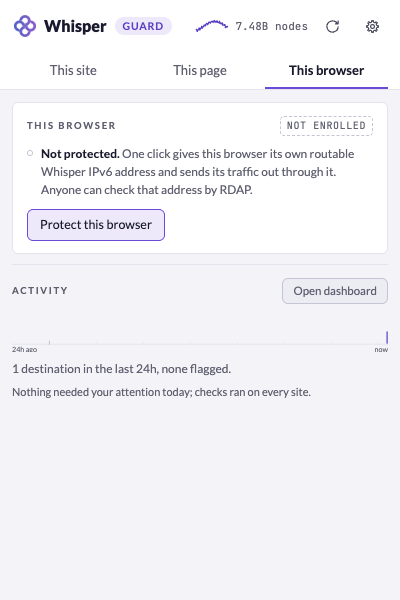 Whisper GUARD 7.48B nodes
This site This page This browser
THIS BROWSER NOT ENROLLED
Not protected. One click gives this browser its own routable
Whisper IPv6 address and sends its traffic out through it.
Anyone can check that address by RDAP.
Protect this browser
ACTIVITY Open dashboard
24h ago now
1 destination in the last 24h, none flagged.
Nothing needed your attention today; checks ran on every site.